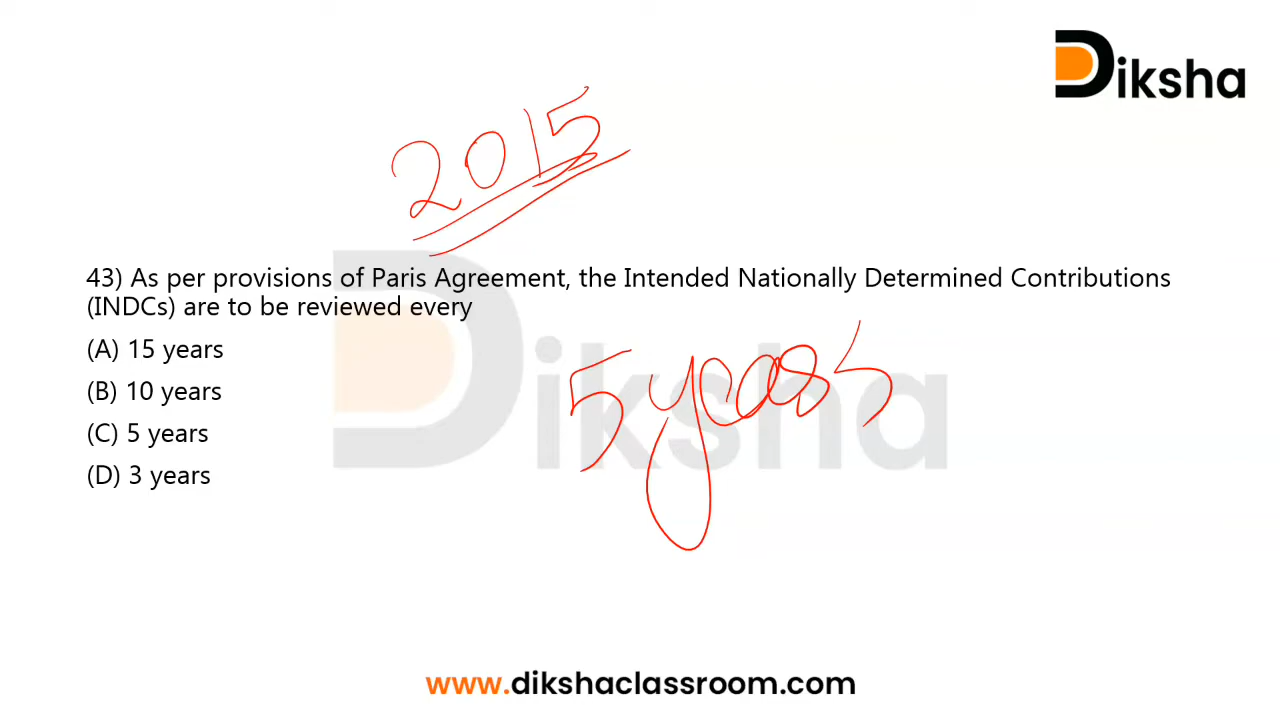 Diksha
2015
43) As per provisions of Paris Agreement, the Intended Nationally Determined Contributions
(INDCs) are to be reviewed every
(A) 15 years
(B) 10 years
(C) 5 years
(D) 3 years
5 years
Diksha
www.dikshaclassroom.com